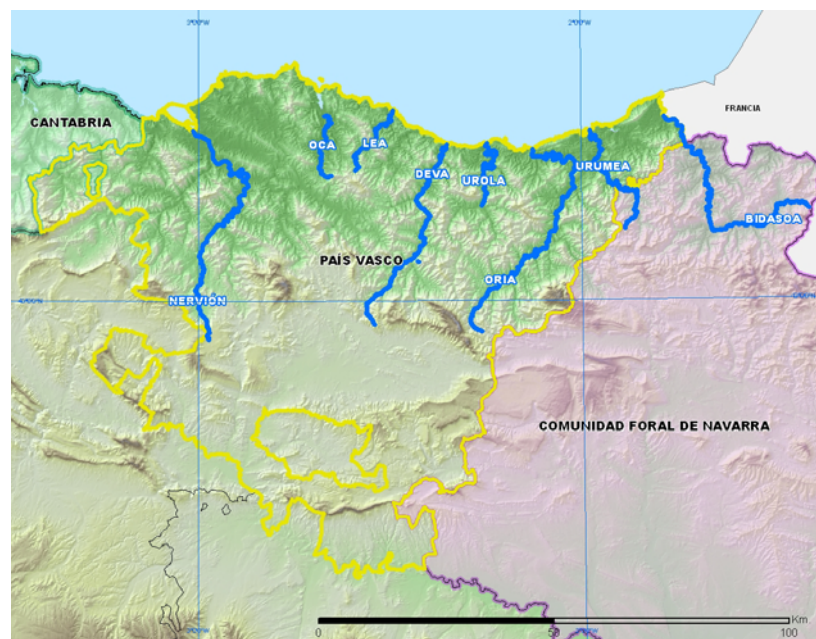 FRANCIA
CANTABRIA
OCA
LEA
DEVA
UROLA
URUMEA
BIDASOA
PAÍS VASCO
ORIA
NERVIÓN
COMUNIDAD FORAL DE NAVARRA
Km
0
50
100